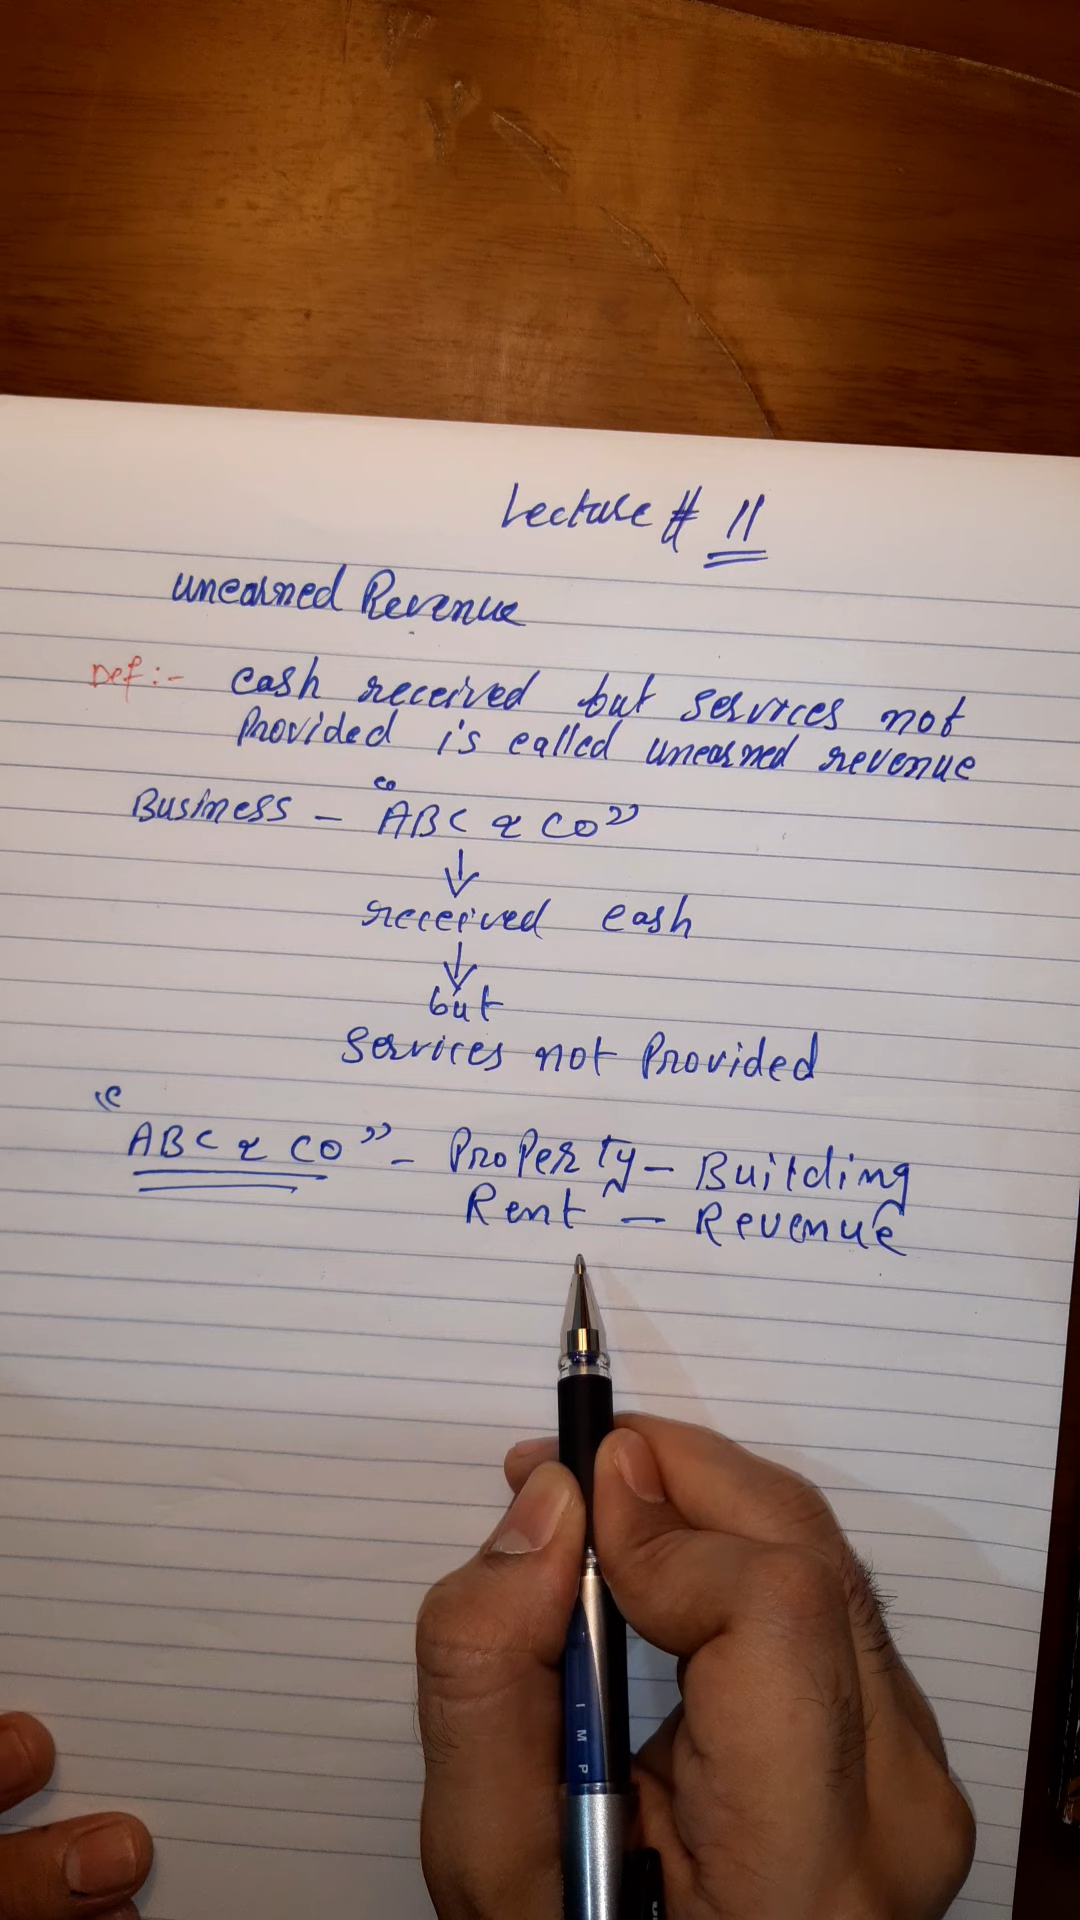 Lecture # 11
unearned Revenue
Def:- cash received but services not
Provided is called unearned revenue
Business - "ABC & CO"
↓
received cash
↓
but
Services not Provided
"ABC & CO" - Property - Building
Rent - Revenue
I M P